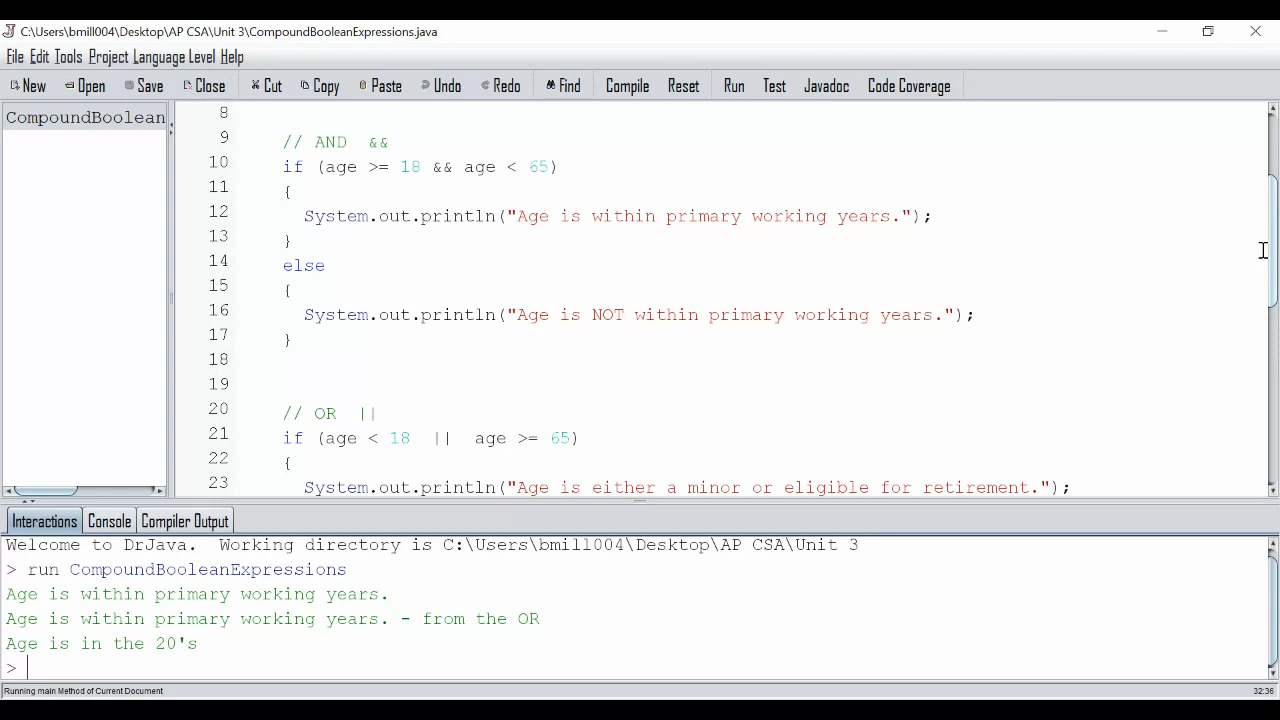 C:\Users\bmill004\Desktop\AP CSA\Unit 3\CompoundBooleanExpressions.java
File Edit Tools Project Language Level Help
New Open Save Close Cut Copy Paste Undo Redo Find Compile Reset Run Test Javadoc Code Coverage
CompoundBoolean
8
9 // AND &&
10 if (age >= 18 && age < 65)
11 {
12 System.out.println("Age is within primary working years.");
13 }
14 else
15 {
16 System.out.println("Age is NOT within primary working years.");
17 }
18
19
20 // OR ||
21 if (age < 18 || age >= 65)
22 {
23 System.out.println("Age is either a minor or eligible for retirement.");
Interactions Console Compiler Output
Welcome to DrJava. Working directory is C:\Users\bmill004\Desktop\AP CSA\Unit 3
> run CompoundBooleanExpressions
Age is within primary working years.
Age is within primary working years. - from the OR
Age is in the 20's
>
Running main Method of Current Document 32:36